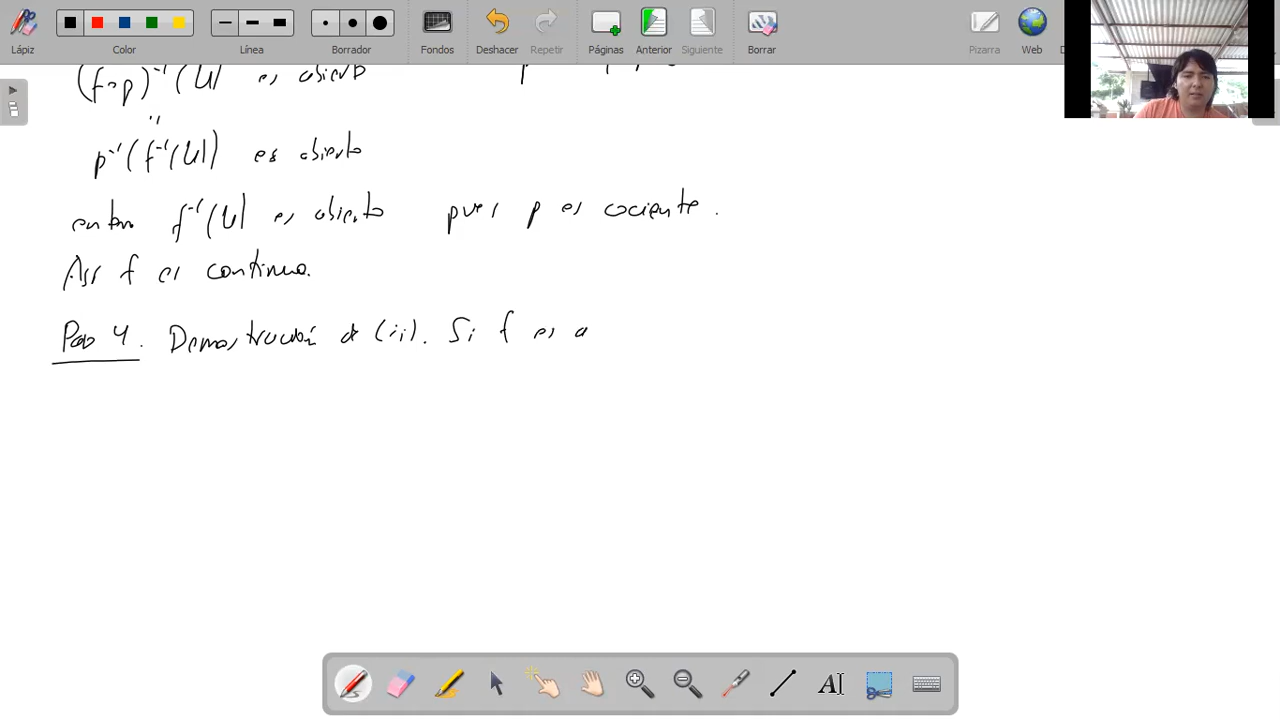 Lápiz Color Línea Borrador Fondos Deshacer Repetir Páginas Anterior Siguiente Borrar Pizarra Web
(f∘p)⁻¹(U) es abierto
p⁻¹(f⁻¹(U)) es abierto
entonces f⁻¹(U) es abierto pues p es cociente.
Así f es continua.
Paso 4. Demostración de (ii). Si f es a